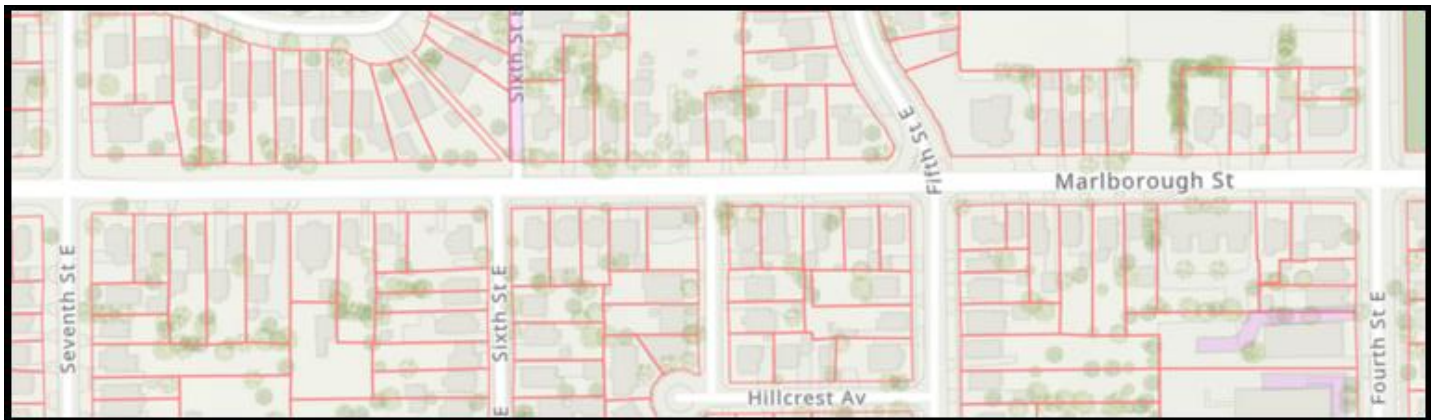 Sixth St E
Fifth St E
Marlborough St
Seventh St E
Sixth St E
Fourth St E
Hillcrest Av
E